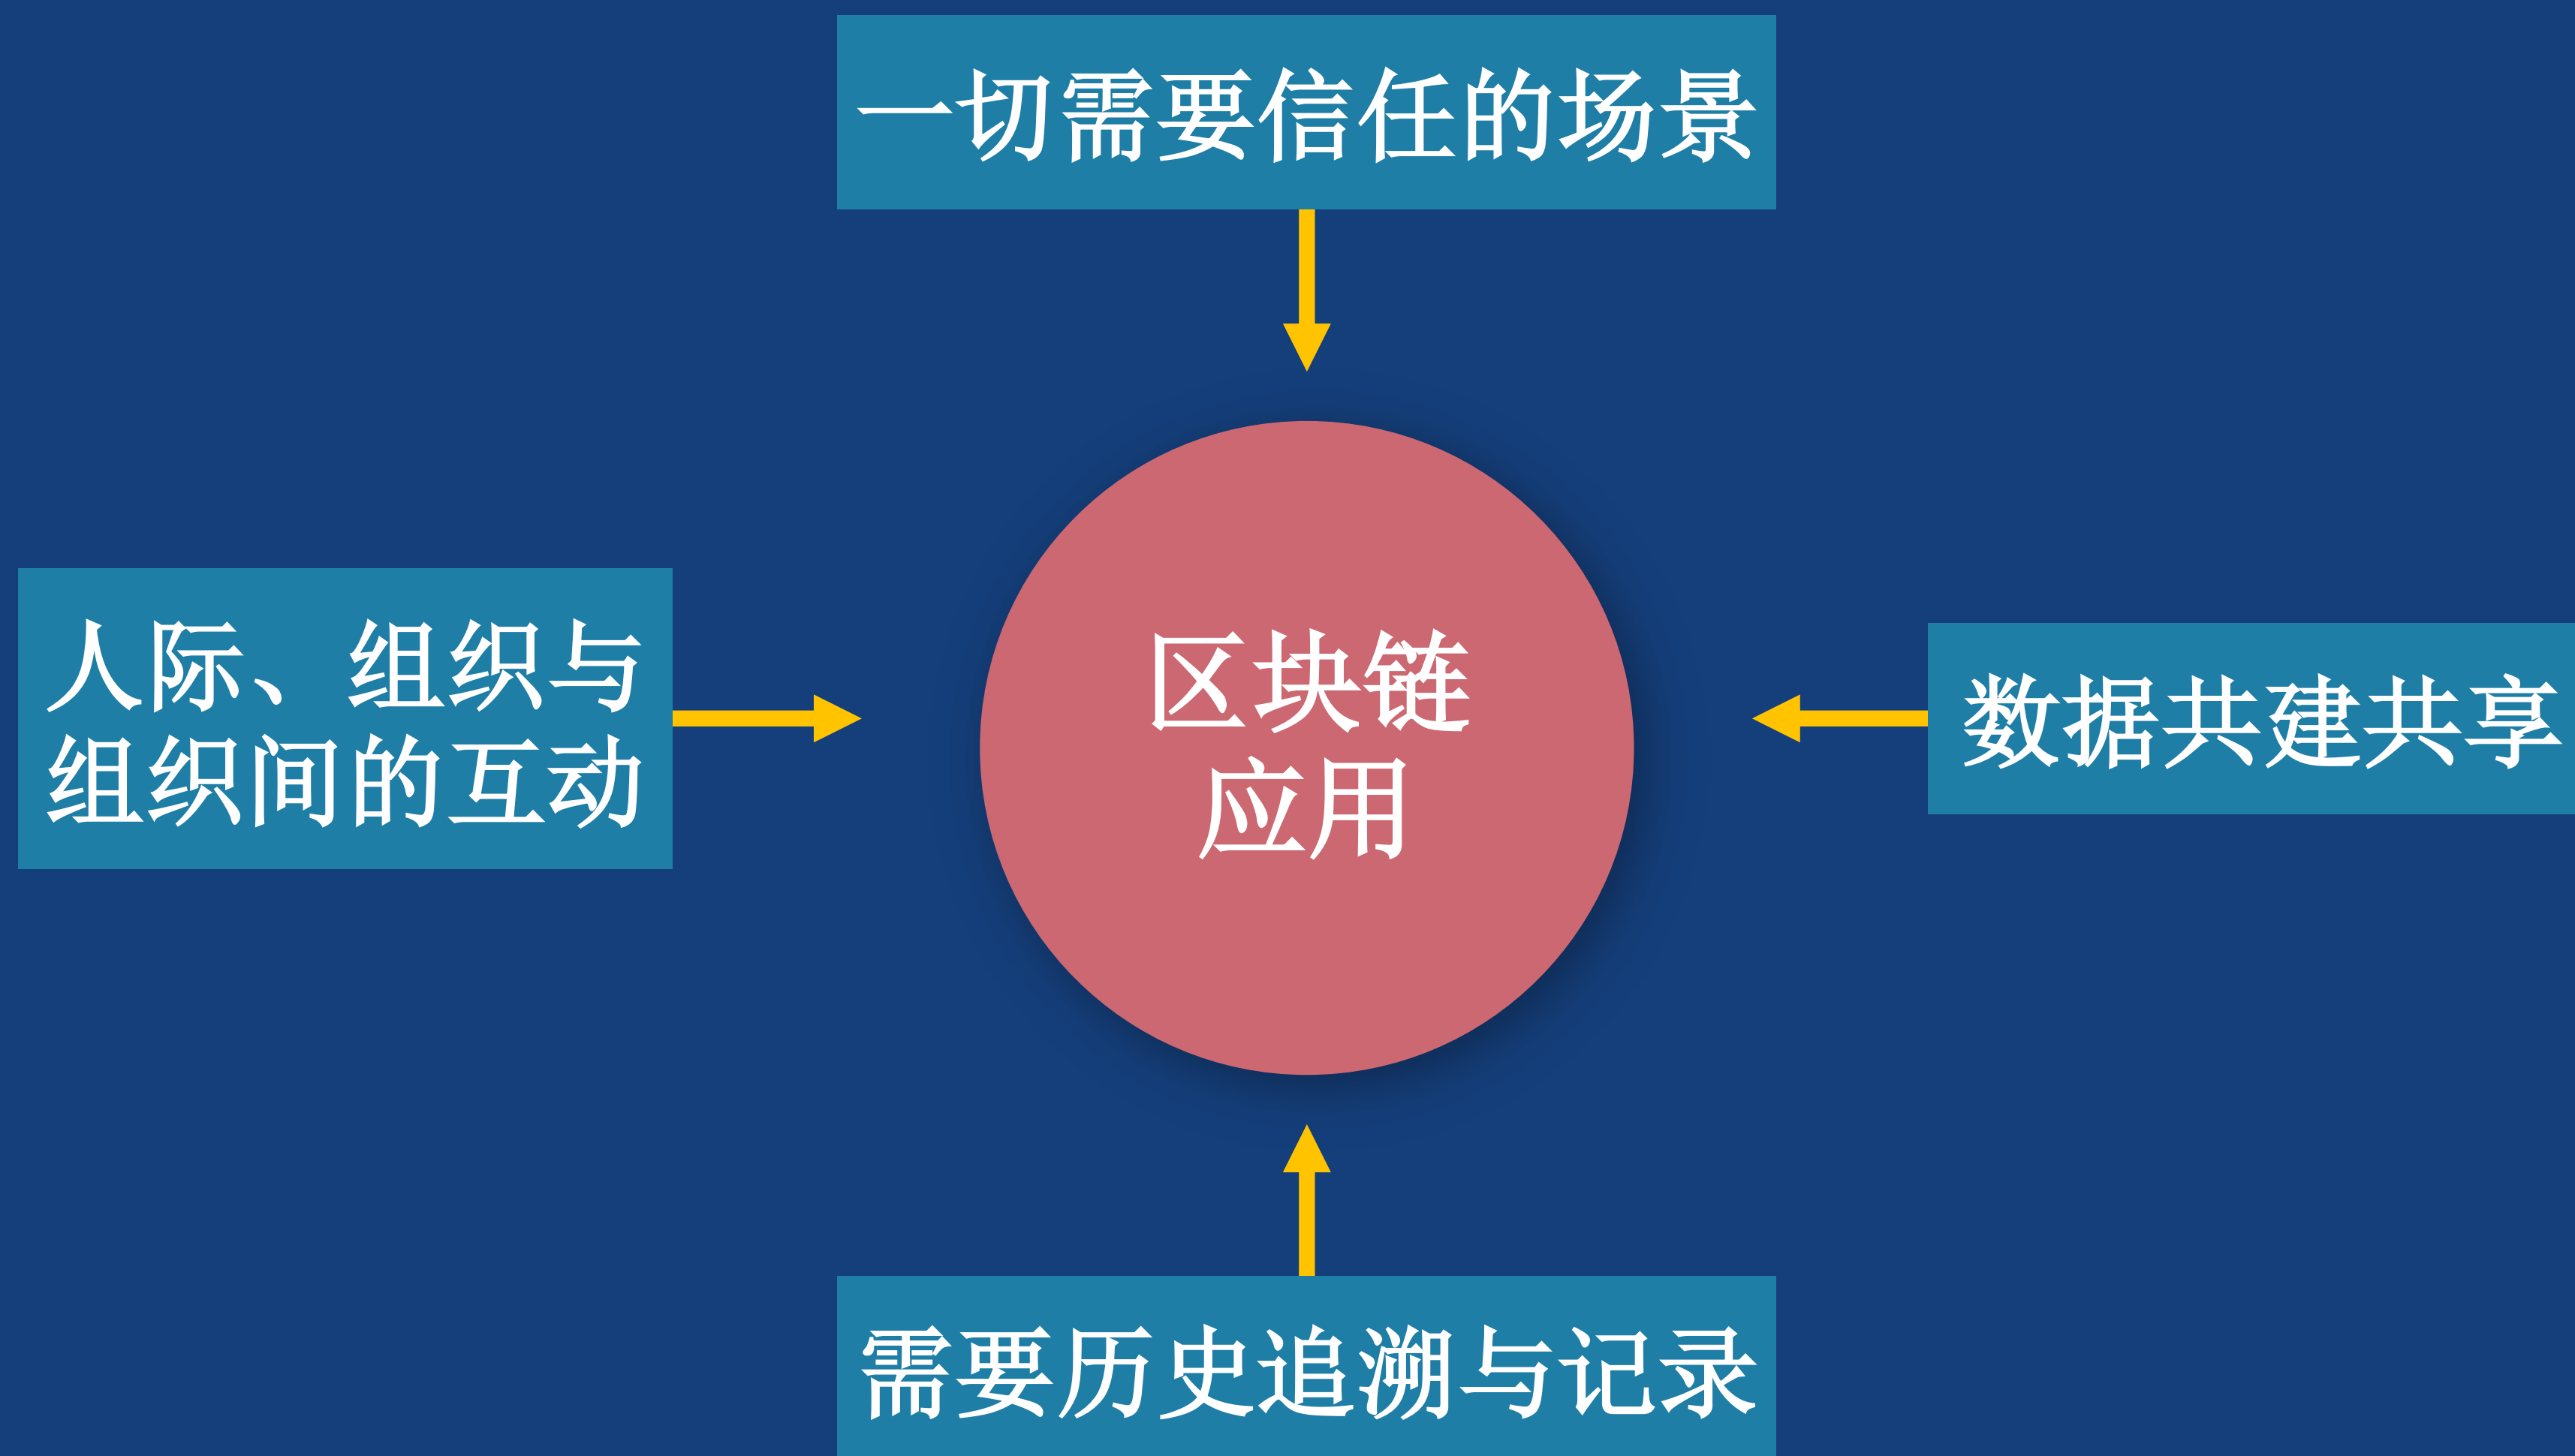 一切需要信任的场景
人际、组织与
组织间的互动
区块链
应用
数据共建共享
需要历史追溯与记录